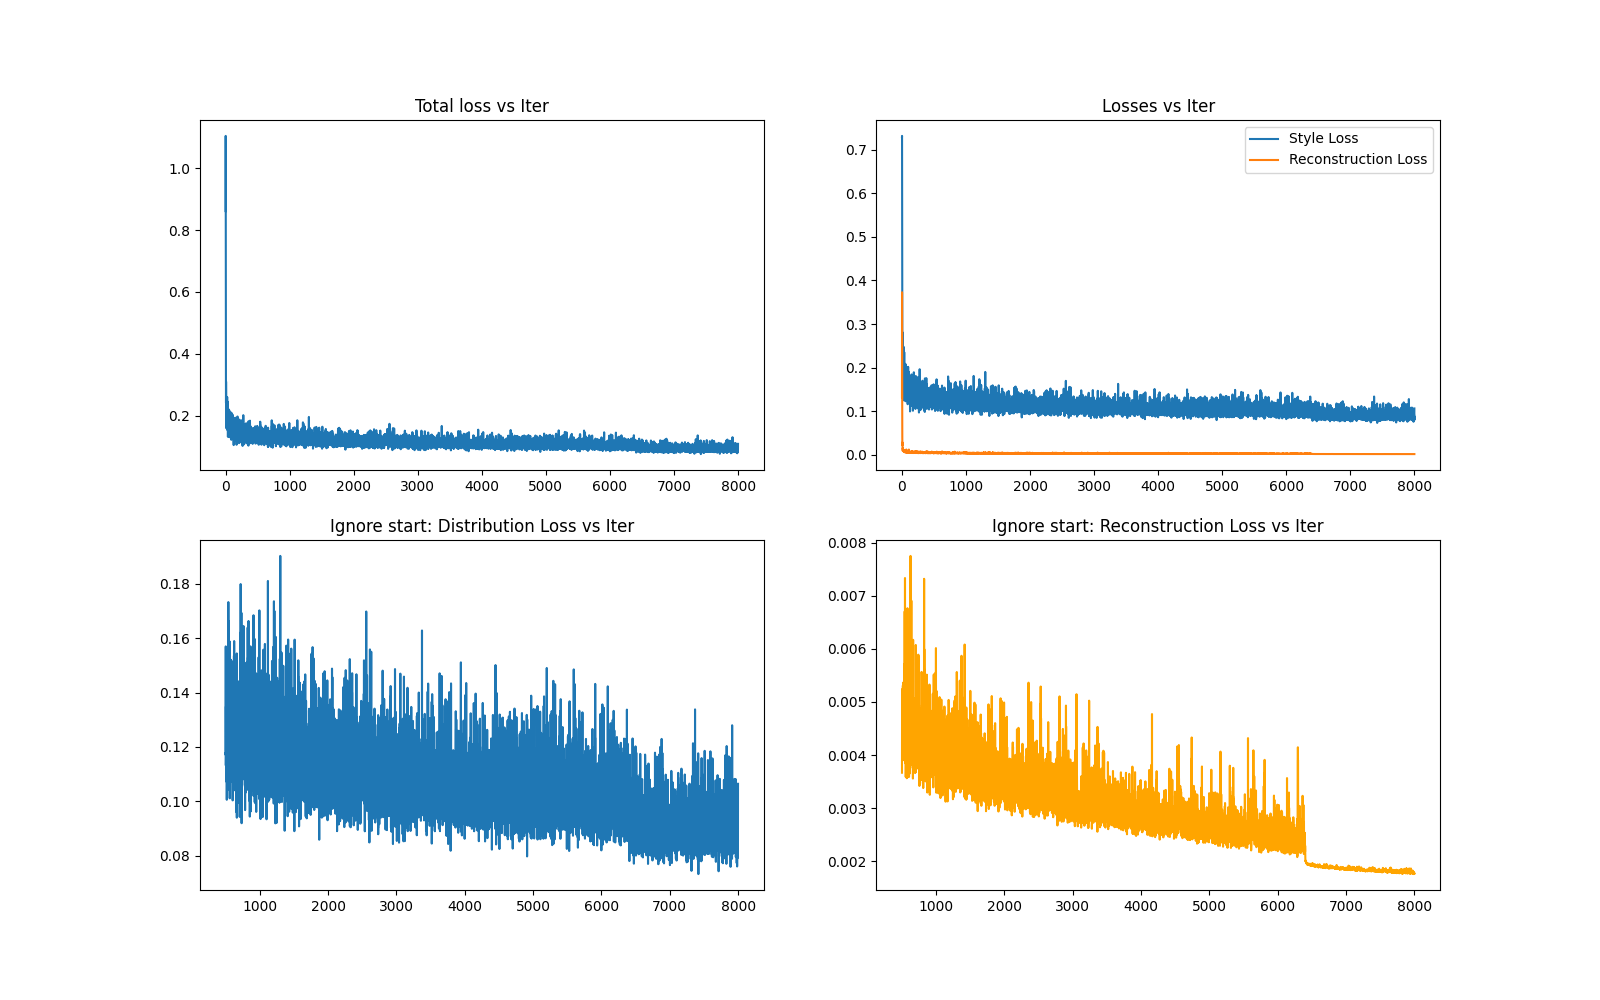 Total loss vs Iter
1.0
0.8
0.6
0.4
0.2
0 1000 2000 3000 4000 5000 6000 7000 8000
Losses vs Iter
Style Loss
Reconstruction Loss
0.7
0.6
0.5
0.4
0.3
0.2
0.1
0.0
0 1000 2000 3000 4000 5000 6000 7000 8000
Ignore start: Distribution Loss vs Iter
0.18
0.16
0.14
0.12
0.10
0.08
1000 2000 3000 4000 5000 6000 7000 8000
Ignore start: Reconstruction Loss vs Iter
0.008
0.007
0.006
0.005
0.004
0.003
0.002
1000 2000 3000 4000 5000 6000 7000 8000